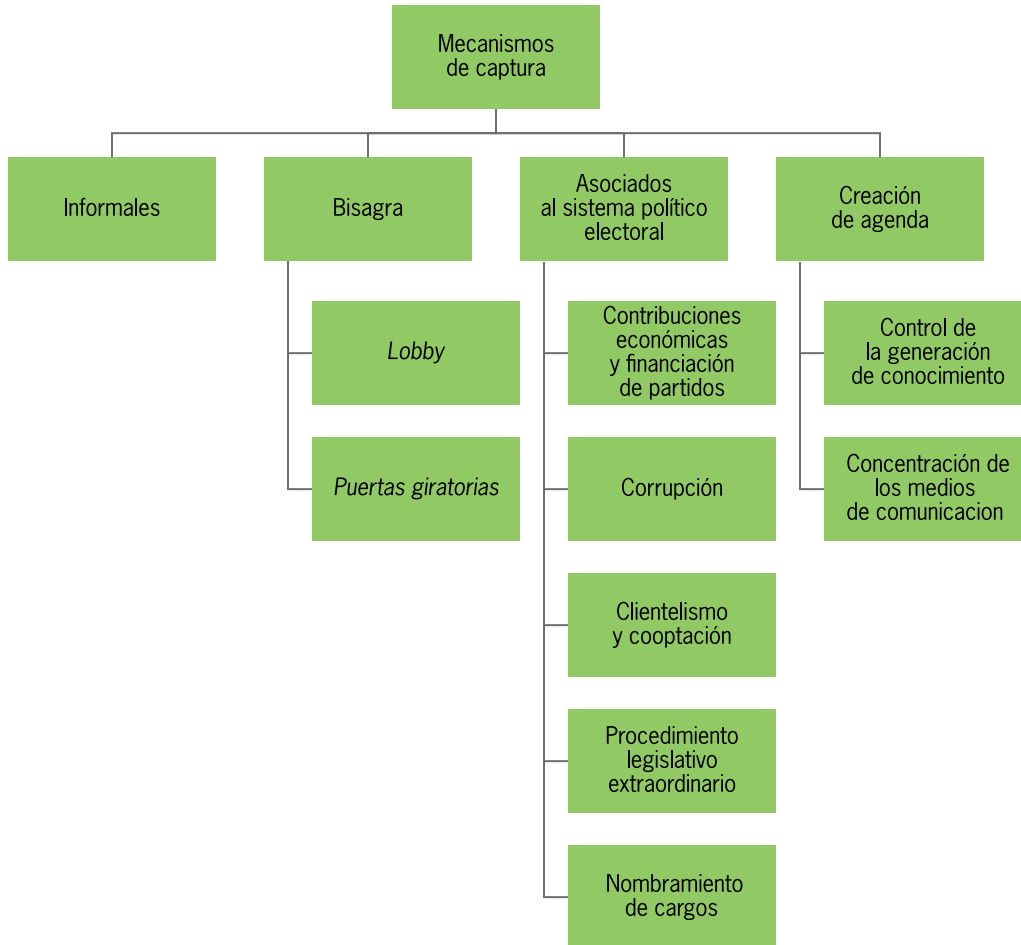 Mecanismos
de captura
Informales
Bisagra
Lobby
Puertas giratorias
Asociados
al sistema político
electoral
Contribuciones
económicas
y financiación
de partidos
Corrupción
Clientelismo
y cooptación
Procedimiento
legislativo
extraordinario
Nombramiento
de cargos
Creación
de agenda
Control de
la generación
de conocimiento
Concentración de
los medios
de comunicacion